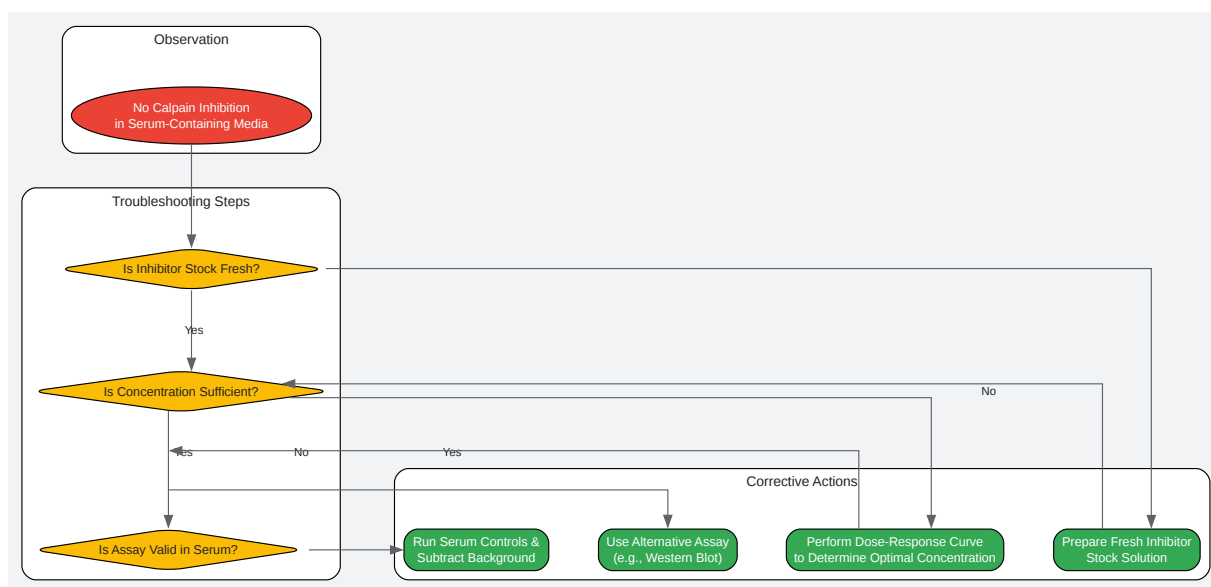 Observation
No Calpain Inhibition
in Serum-Containing Media
Troubleshooting Steps
Is Inhibitor Stock Fresh?
Yes
Is Concentration Sufficient?
No
Yes
No
Yes
Corrective Actions
Is Assay Valid in Serum?
Run Serum Controls &
Subtract Background
Use Alternative Assay
(e.g., Western Blot)
Perform Dose-Response Curve
to Determine Optimal Concentration
Prepare Fresh Inhibitor
Stock Solution